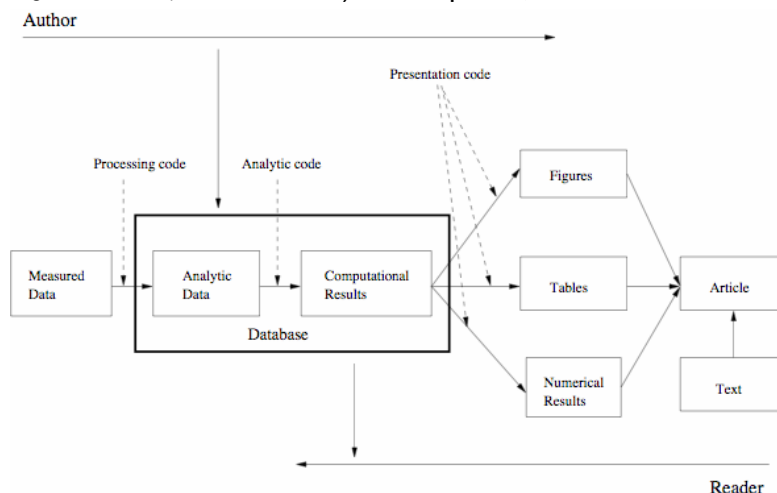 Author
Presentation code
Processing code
Analytic code
Figures
Measured
Data
Analytic
Data
Computational
Results
Tables
Article
Database
Numerical
Results
Text
Reader